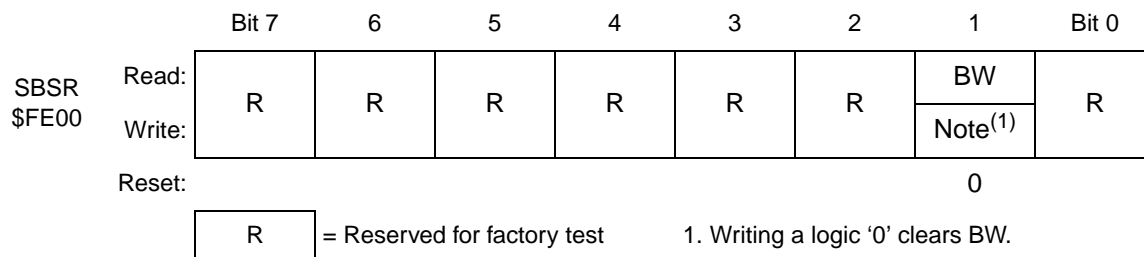 Bit 7 6 5 4 3 2 1 Bit 0
SBSR
$FE00
Read: R R R R R R BW R
Write: Note(1)
Reset: 0
R = Reserved for factory test 1. Writing a logic ‘0’ clears BW.